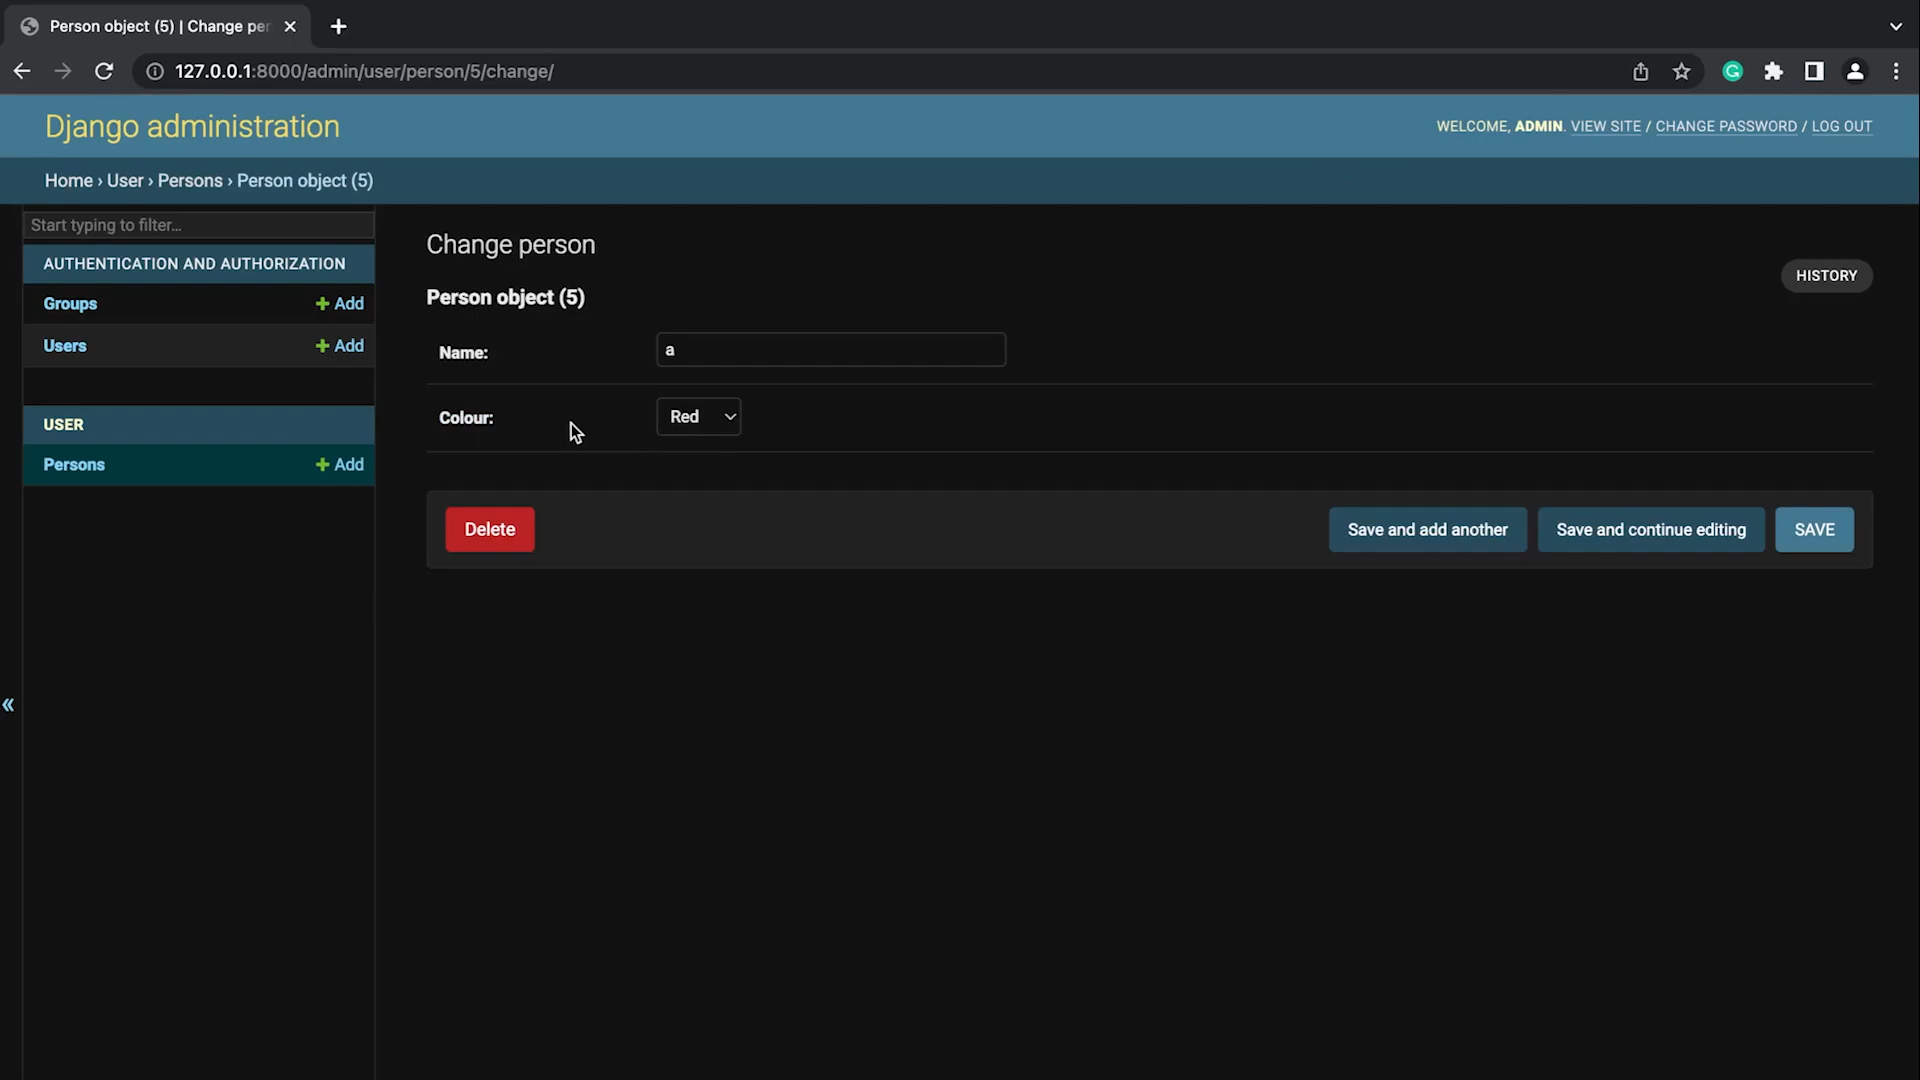 Person object (5) | Change per
127.0.0.1:8000/admin/user/person/5/change/
Django administration
WELCOME, ADMIN. VIEW SITE / CHANGE PASSWORD / LOG OUT
Home › User › Persons › Person object (5)
Start typing to filter...
AUTHENTICATION AND AUTHORIZATION
Groups + Add
Users + Add
USER
Persons + Add
Change person
HISTORY
Person object (5)
Name: a
Colour: Red
Delete Save and add another Save and continue editing SAVE